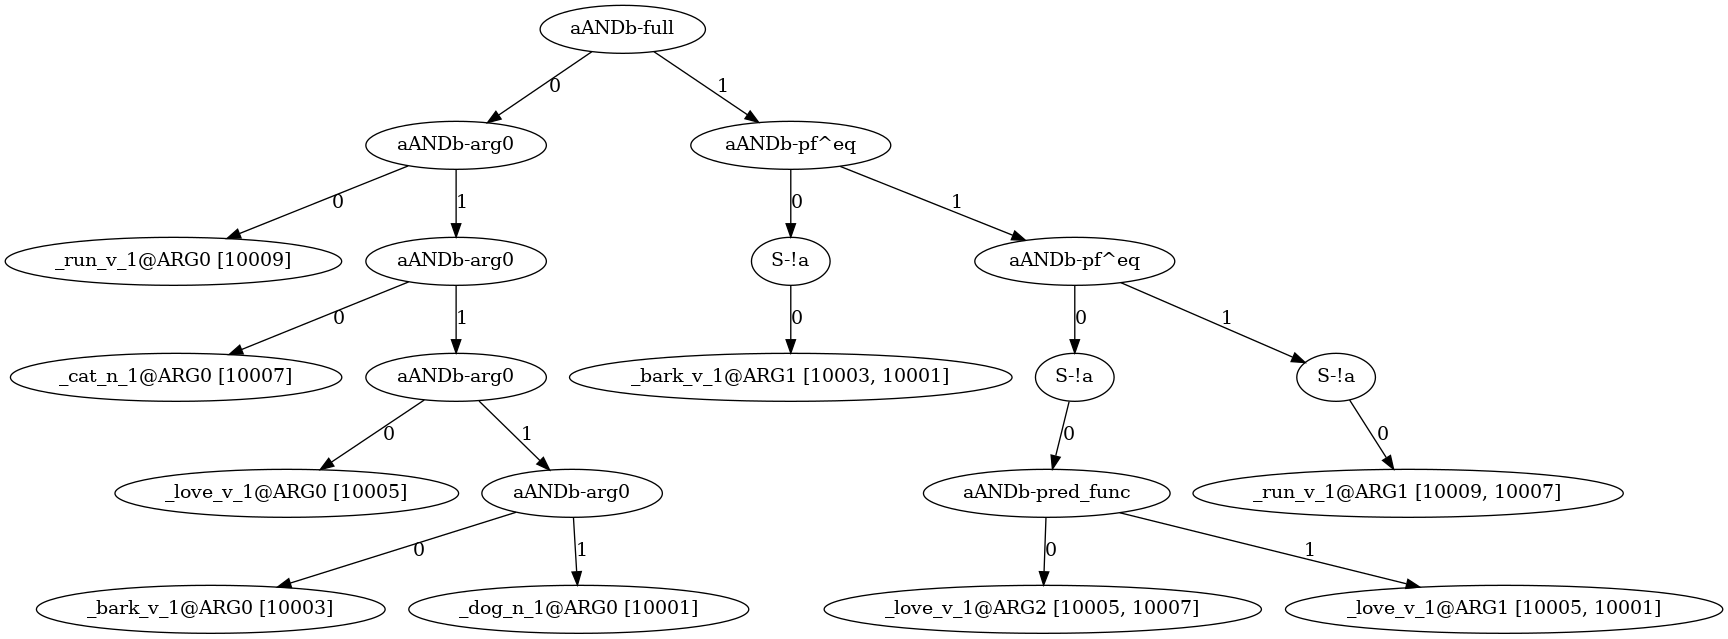 aANDb-full
0 1
aANDb-arg0 aANDb-pf^eq
0 1 0 1
_run_v_1@ARG0 [10009] aANDb-arg0 S-!a aANDb-pf^eq
0 1 0 0 1
_cat_n_1@ARG0 [10007] aANDb-arg0 _bark_v_1@ARG1 [10003, 10001] S-!a S-!a
0 1 0 0
_love_v_1@ARG0 [10005] aANDb-arg0 aANDb-pred_func _run_v_1@ARG1 [10009, 10007]
0 1 0 1
_bark_v_1@ARG0 [10003] _dog_n_1@ARG0 [10001] _love_v_1@ARG2 [10005, 10007] _love_v_1@ARG1 [10005, 10001]